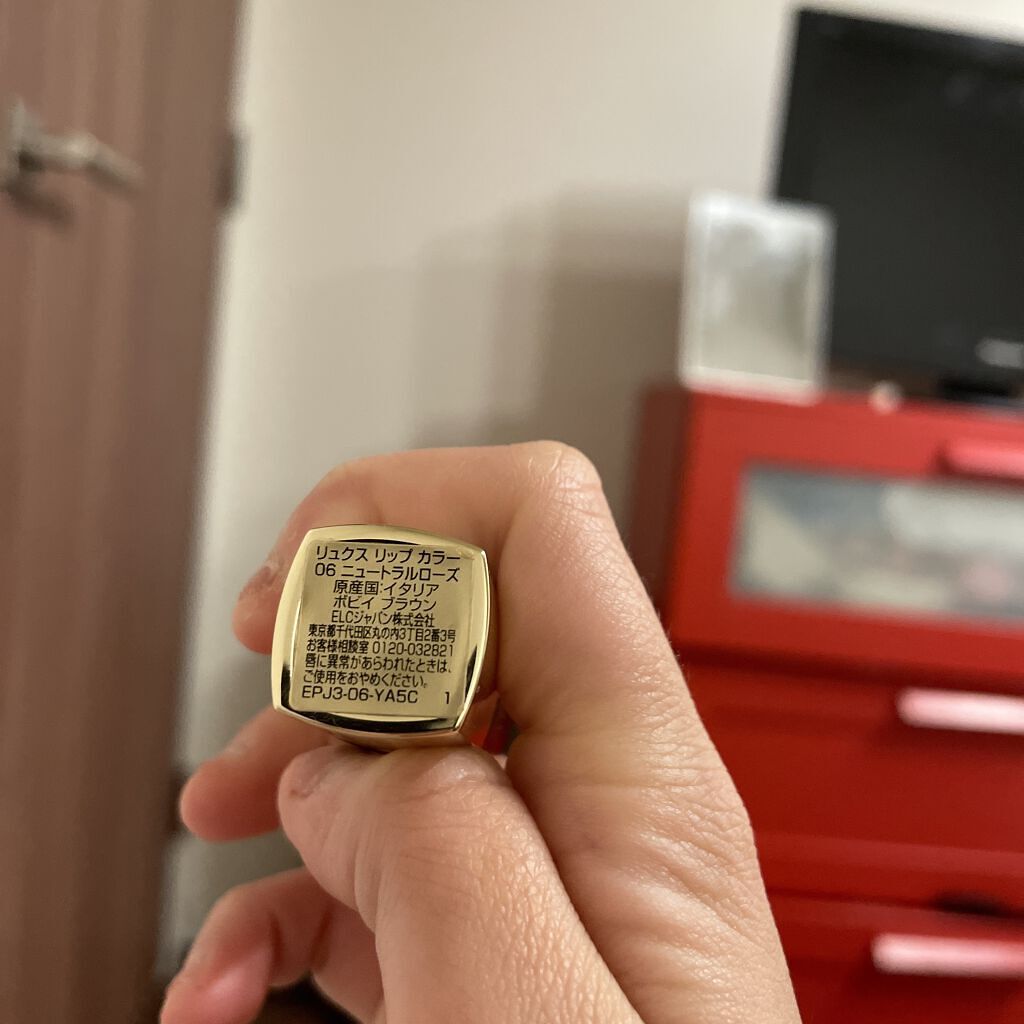 リュクス リップ カラー
06 ニュートラルローズ
原産国:イタリア
ボビイ ブラウン
ELCジャパン株式会社
東京都千代田区丸の内3丁目2番3号
お客様相談室 0120-032821
唇に異常があらわれたときは、
ご使用をおやめください。
EPJ3-06-YA5C 1